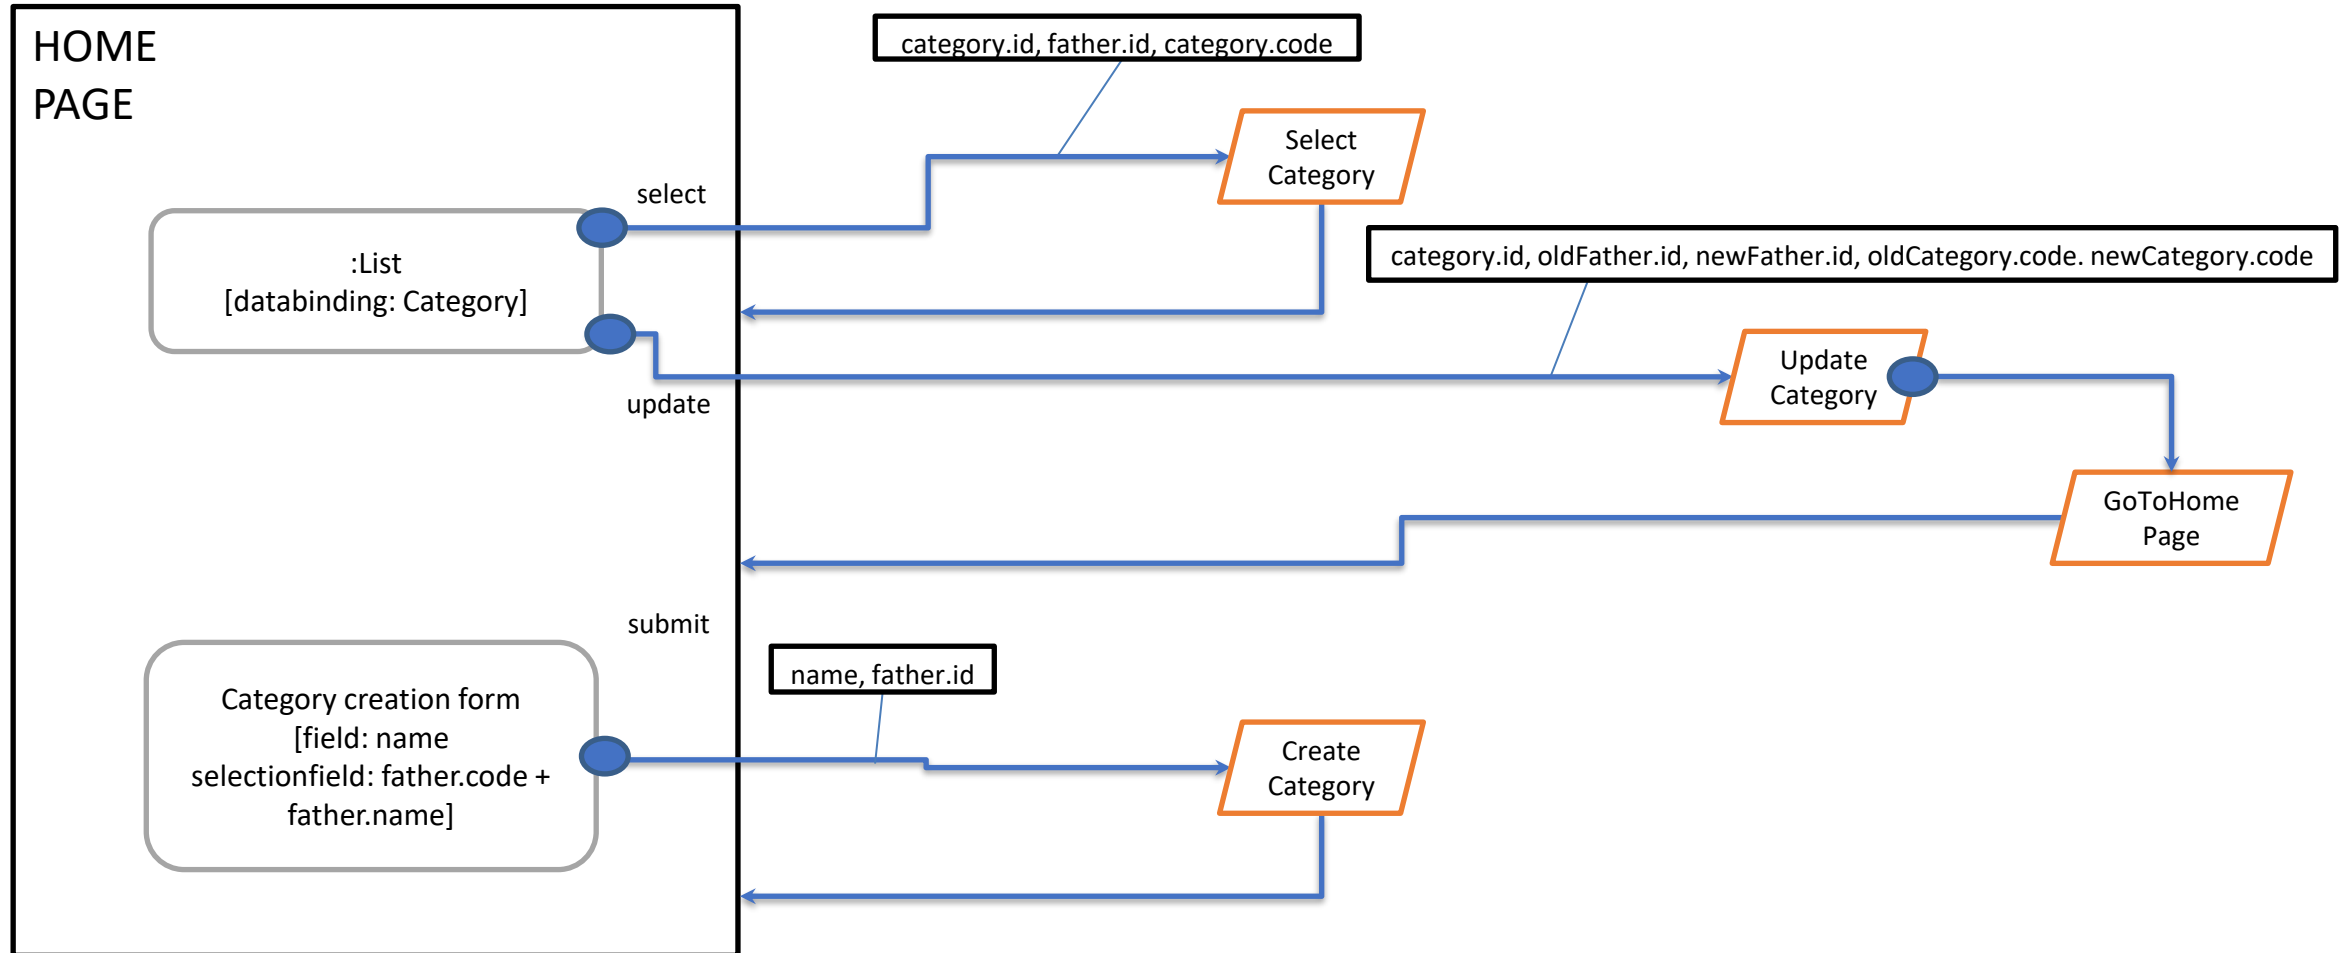 HOME
PAGE
category.id, father.id, category.code
Select
Category
select
:List
[databinding: Category]
category.id, oldFather.id, newFather.id, oldCategory.code. newCategory.code
Update
Category
update
GoToHome
Page
submit
name, father.id
Category creation form
[field: name
selectionfield: father.code +
father.name]
Create
Category